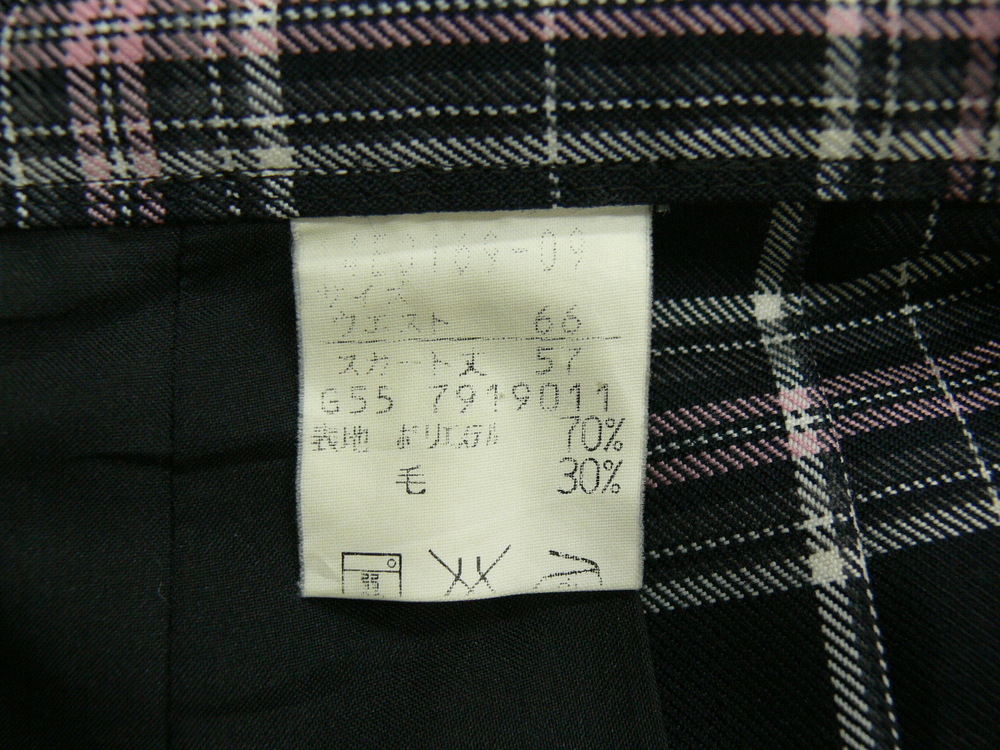 サイズ
ウエスト 66
スカート丈 57
G55 7919011
表地 ポリエステル 70%
毛 30%